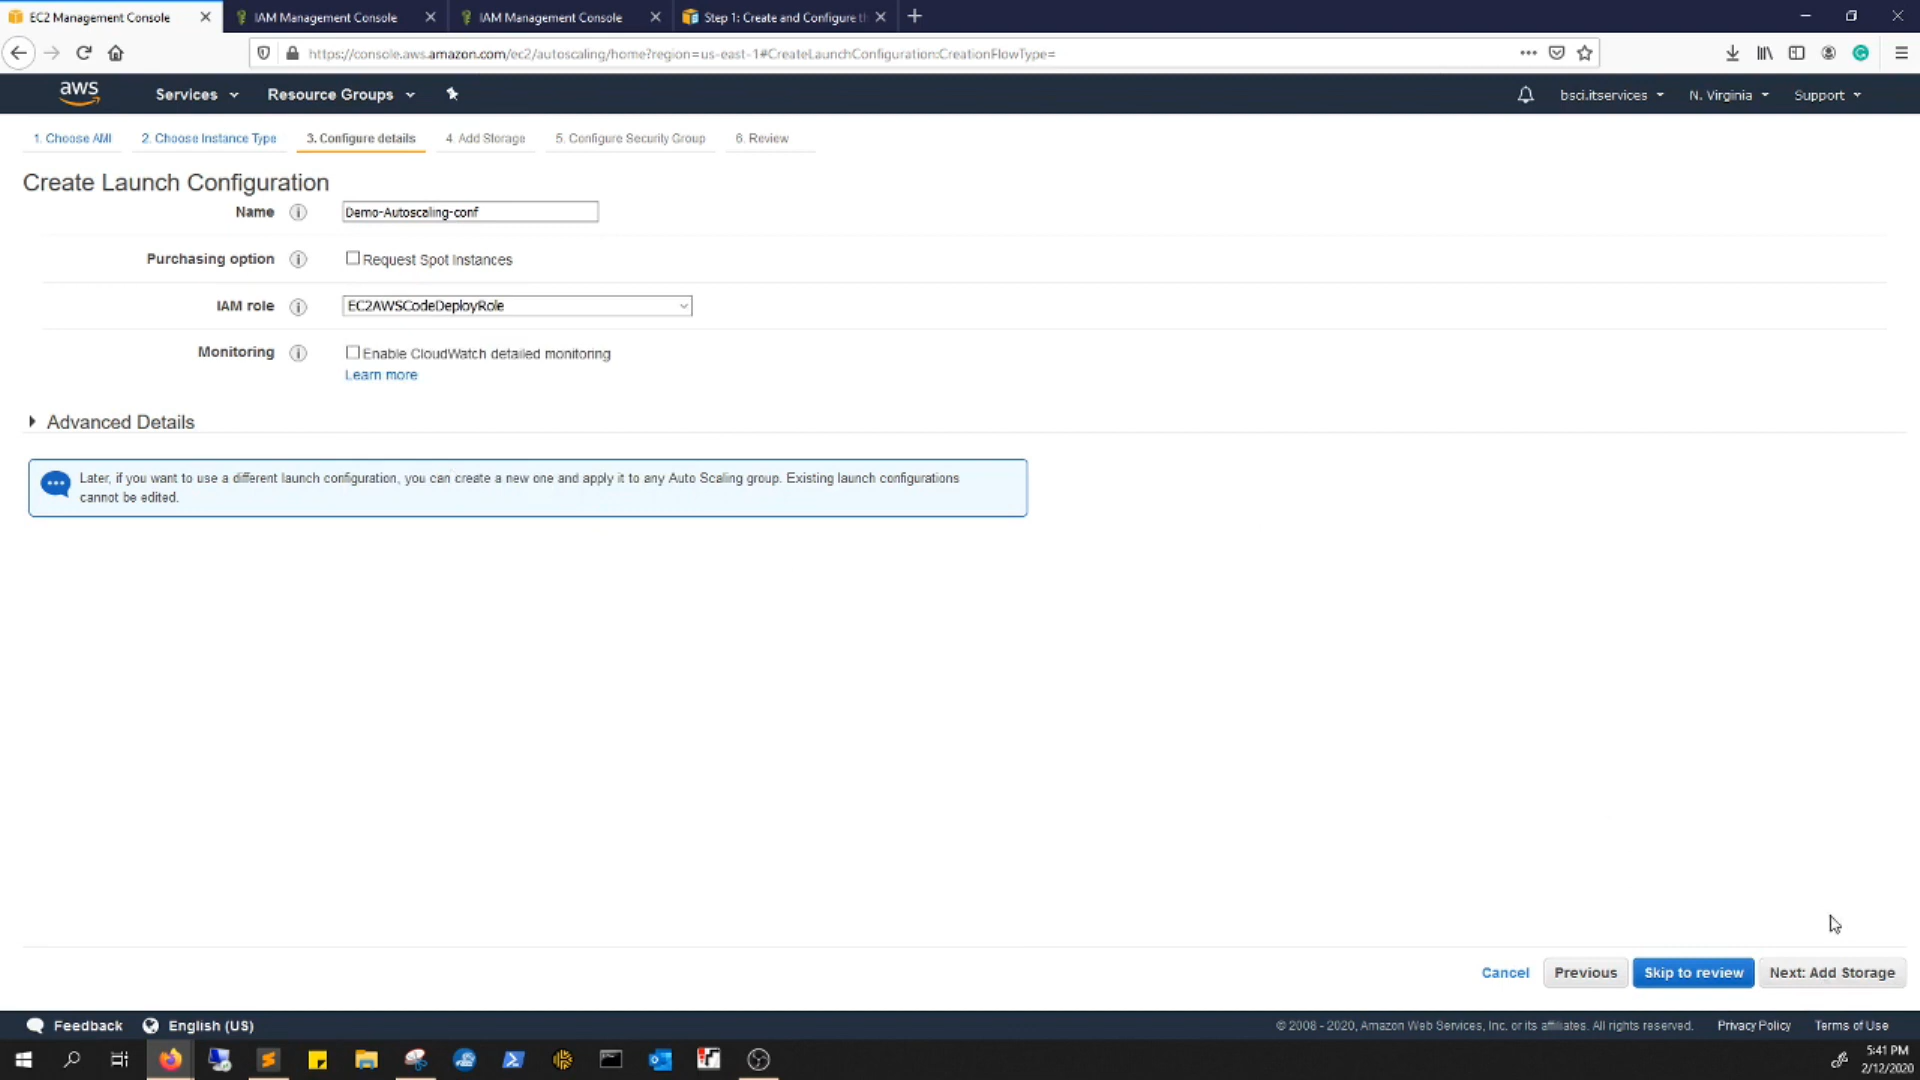 EC2 Management Console
IAM Management Console
IAM Management Console
Step 1: Create and Configure th
https://console.aws.amazon.com/ec2/autoscaling/home?region=us-east-1#CreateLaunchConfiguration:CreationFlowType=
aws
Services
Resource Groups
bsci.itservices
N. Virginia
Support
1. Choose AMI
2. Choose Instance Type
3. Configure details
4. Add Storage
5. Configure Security Group
6. Review
Create Launch Configuration
Name
Demo-Autoscaling-conf
Purchasing option
Request Spot Instances
IAM role
EC2AWSCodeDeployRole
Monitoring
Enable CloudWatch detailed monitoring
Learn more
Advanced Details
Later, if you want to use a different launch configuration, you can create a new one and apply it to any Auto Scaling group. Existing launch configurations
cannot be edited.
Cancel
Previous
Skip to review
Next: Add Storage
Feedback
English (US)
© 2008 - 2020, Amazon Web Services, Inc. or its affiliates. All rights reserved.
Privacy Policy
Terms of Use
5:41 PM
2/12/2020